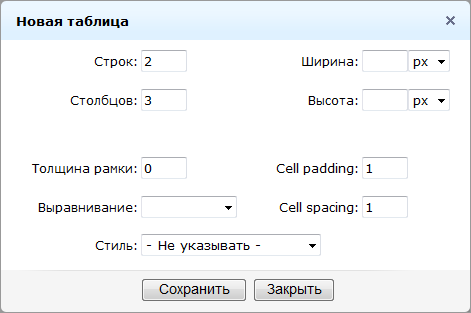 Новая таблица
Строк: 2 Ширина: px
Столбцов: 3 Высота: px
Толщина рамки: 0 Cell padding: 1
Выравнивание: Cell spacing: 1
Стиль: - Не указывать -
Сохранить Закрыть